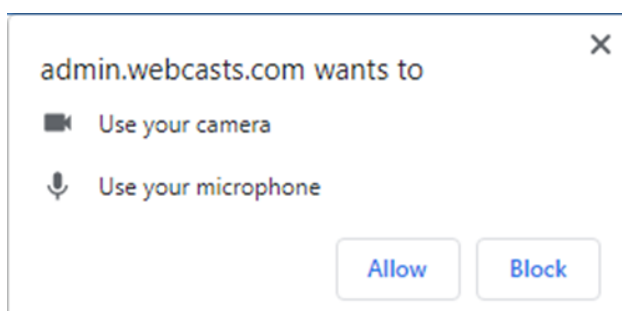 admin.webcasts.com wants to
Use your camera
Use your microphone
Allow
Block